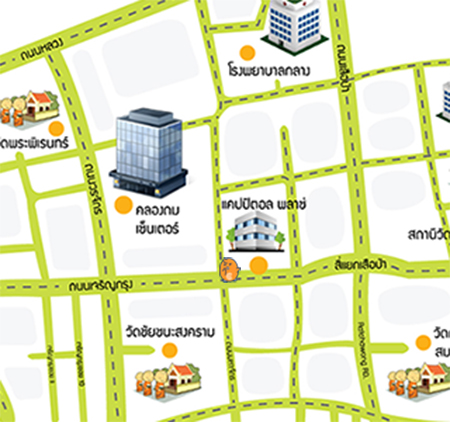 ถนนหลวง
โรงพยาบาลกลาง
ถนนเสือป่า
วัดพระพิเรนทร์
ถนนวรจักร
คลองถม
เซ็นเตอร์
แคปปิตอล พลาซ่
สถานีวิ
สี่แยกเสือป่า
ถนนเจริญกรุง
วัดชัยชนะสงคราม
วัด
สม